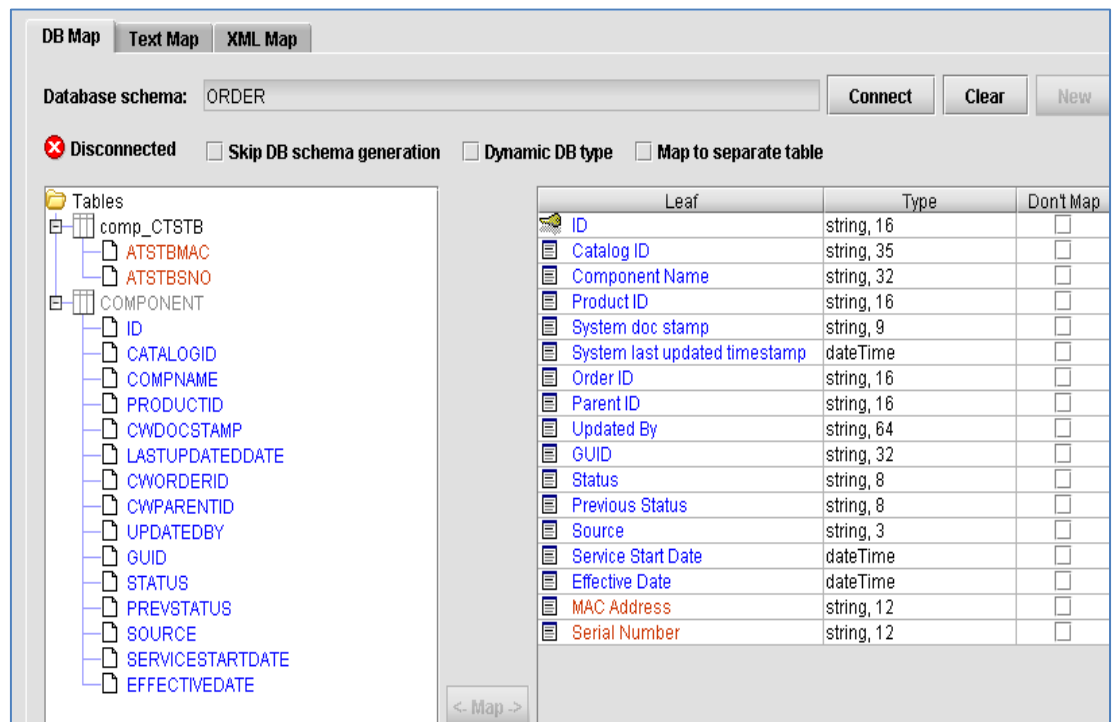 DB Map Text Map XML Map
Database schema: ORDER Connect Clear New
Disconnected Skip DB schema generation Dynamic DB type Map to separate table
Tables
comp_CTSTB
ATSTBMAC
ATSTBSNO
COMPONENT
ID
CATALOGID
COMPNAME
PRODUCTID
CWDOCSTAMP
LASTUPDATEDDATE
CWORDERID
CWPARENTID
UPDATEDBY
GUID
STATUS
PREVSTATUS
SOURCE
SERVICESTARTDATE
EFFECTIVEDATE
<- Map ->
Leaf Type Don't Map
ID string, 16
Catalog ID string, 35
Component Name string, 32
Product ID string, 16
System doc stamp string, 9
System last updated timestamp dateTime
Order ID string, 16
Parent ID string, 16
Updated By string, 64
GUID string, 32
Status string, 8
Previous Status string, 8
Source string, 3
Service Start Date dateTime
Effective Date dateTime
MAC Address string, 12
Serial Number string, 12